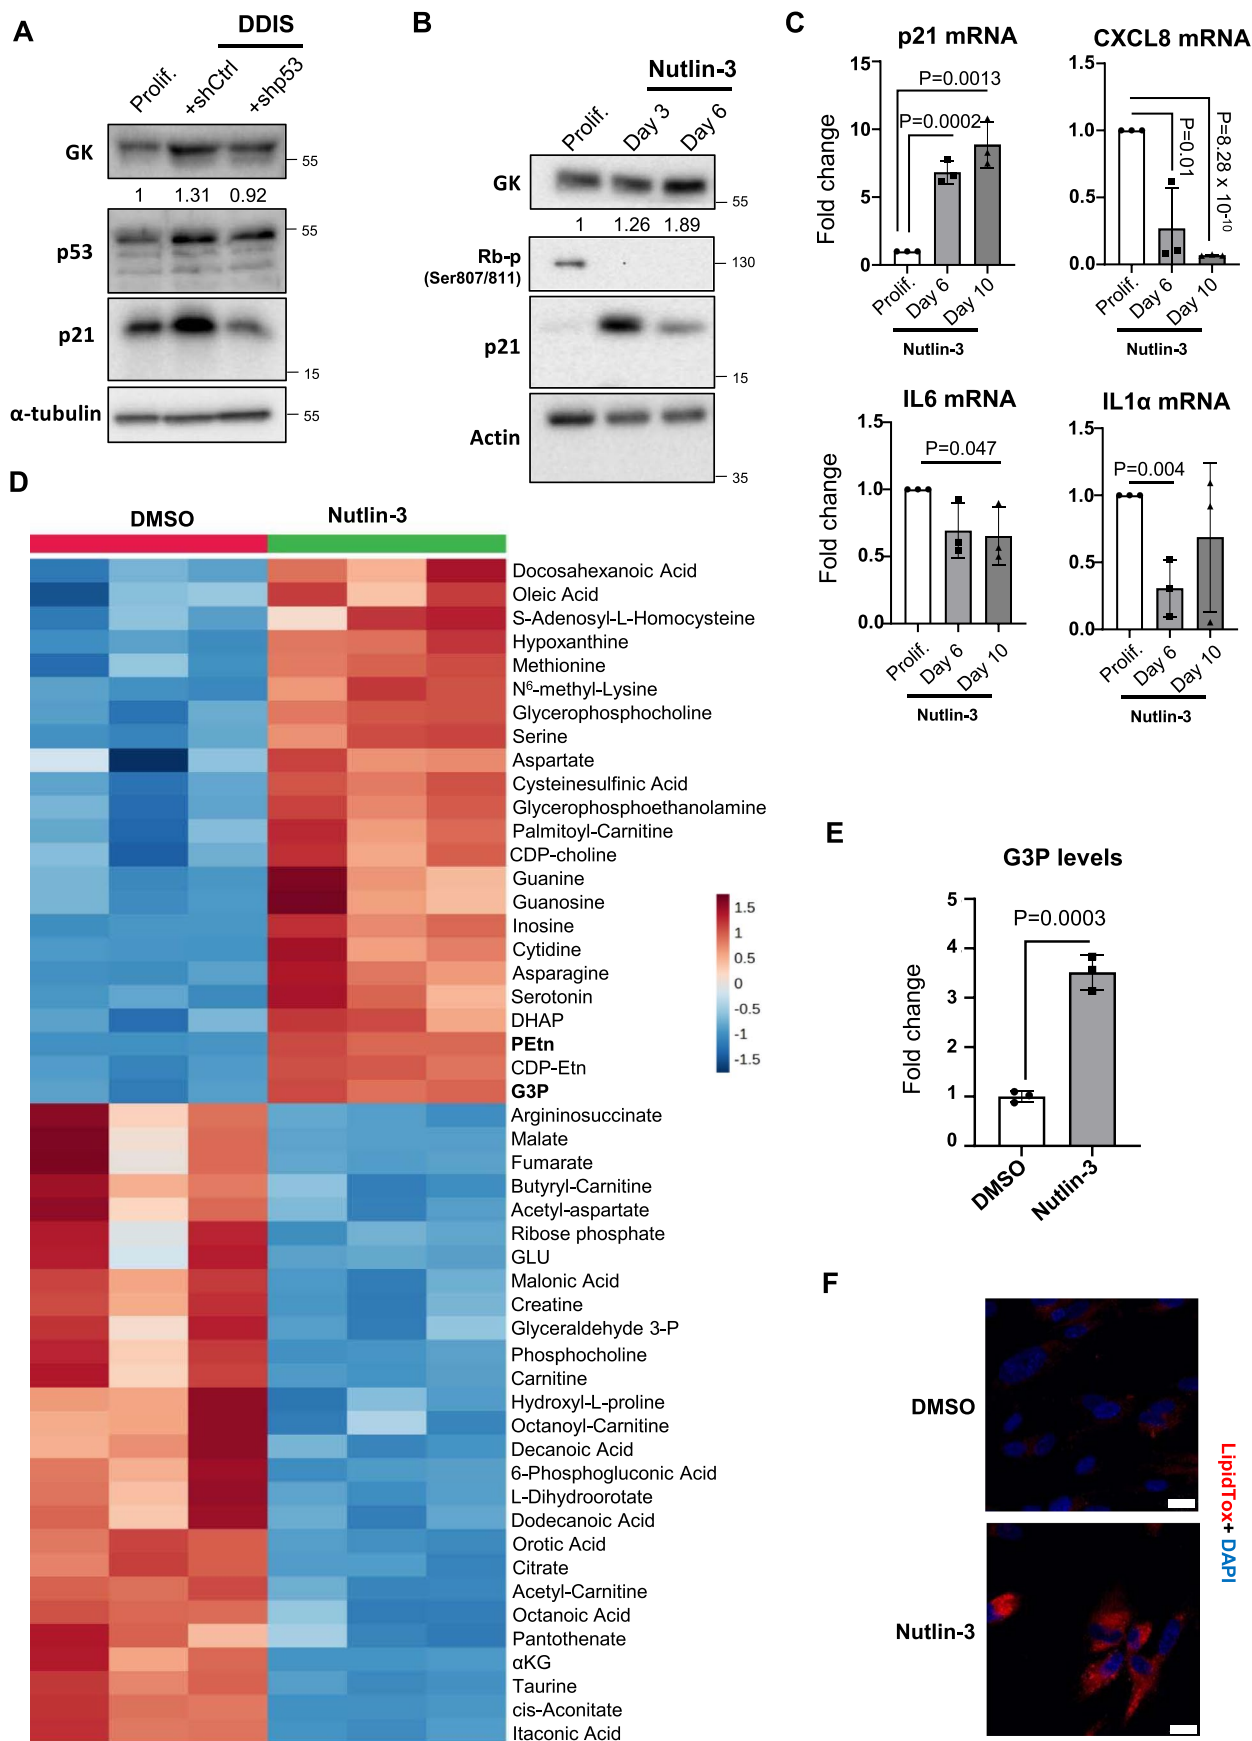 A
DDIS
Prolif.
+shCtrl
+shp53
GK
55
1 1.31 0.92
p53
55
p21
15
α-tubulin
55
B
Nutlin-3
Prolif.
Day 3
Day 6
GK
55
1 1.26 1.89
Rb-p
(Ser807/811)
130
p21
15
Actin
35
C
p21 mRNA
Fold change
15
10
5
0
P=0.0013
P=0.0002
Prolif.
Day 6
Day 10
Nutlin-3
CXCL8 mRNA
1.5
1.0
0.5
0.0
P=0.01
P=8.28 x 10-10
Prolif.
Day 6
Day 10
Nutlin-3
IL6 mRNA
Fold change
1.5
1.0
0.5
0.0
P=0.047
Prolif.
Day 6
Day 10
Nutlin-3
IL1α mRNA
1.5
1.0
0.5
0.0
P=0.004
Prolif.
Day 6
Day 10
Nutlin-3
D
DMSO
Nutlin-3
Docosahexanoic Acid
Oleic Acid
S-Adenosyl-L-Homocysteine
Hypoxanthine
Methionine
N6-methyl-Lysine
Glycerophosphocholine
Serine
Aspartate
Cysteinesulfinic Acid
Glycerophosphoethanolamine
Palmitoyl-Carnitine
CDP-choline
Guanine
Guanosine
Inosine
Cytidine
Asparagine
Serotonin
DHAP
PEtn
CDP-Etn
G3P
Argininosuccinate
Malate
Fumarate
Butyryl-Carnitine
Acetyl-aspartate
Ribose phosphate
GLU
Malonic Acid
Creatine
Glyceraldehyde 3-P
Phosphocholine
Carnitine
Hydroxyl-L-proline
Octanoyl-Carnitine
Decanoic Acid
6-Phosphogluconic Acid
L-Dihydroorotate
Dodecanoic Acid
Orotic Acid
Citrate
Acetyl-Carnitine
Octanoic Acid
Pantothenate
αKG
Taurine
cis-Aconitate
Itaconic Acid
1.5
1
0.5
0
-0.5
-1
-1.5
E
G3P levels
Fold change
5
4
3
2
1
0
P=0.0003
DMSO
Nutlin-3
F
DMSO
Nutlin-3
LipidTox+ DAPI